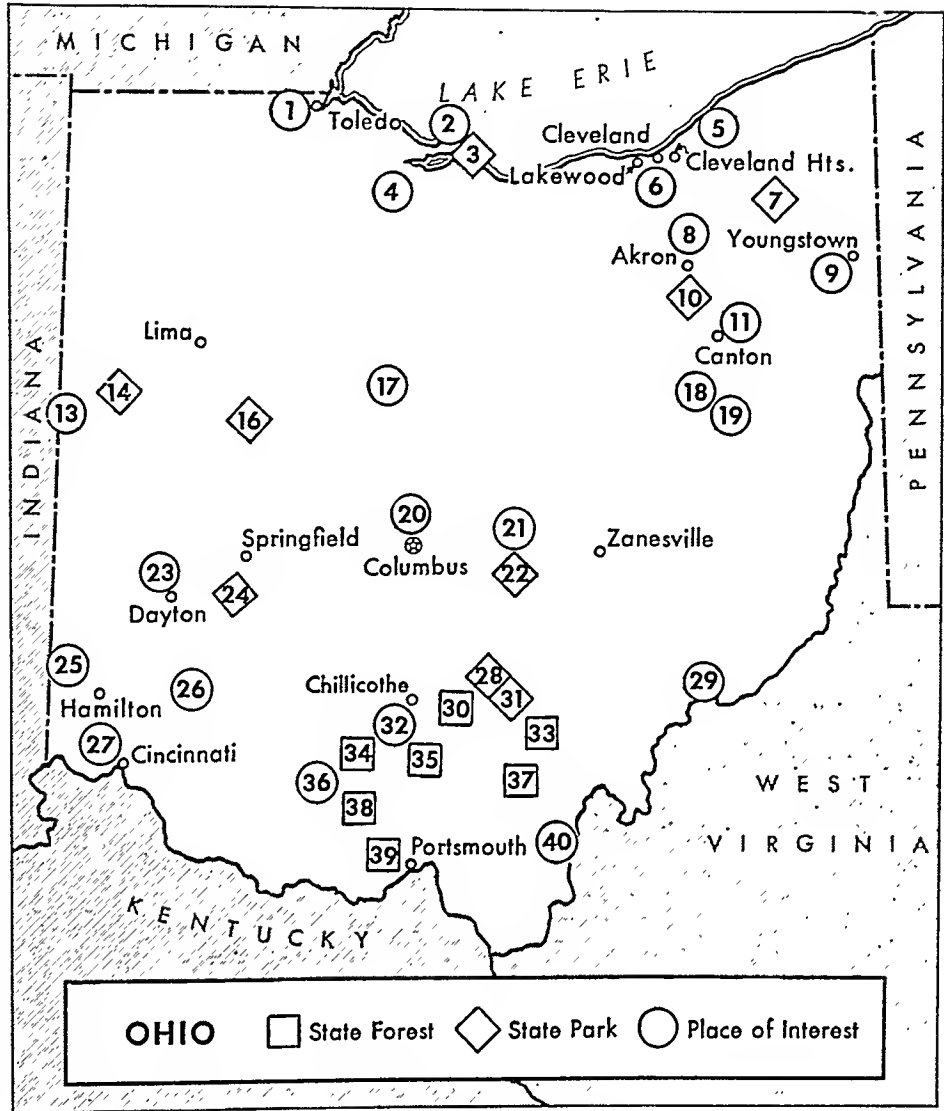 MICHIGAN
LAKE ERIE
1
Toledo
2
3
4
Cleveland
5
Lakewood
Cleveland Hts.
6
7
8
Akron
Youngstown
9
10
11
Canton
PENNSYLVANIA
INDIANA
Lima
13
14
16
17
18
19
20
Columbus
21
22
Zanesville
Springfield
23
Dayton
24
25
Hamilton
26
27
Cincinnati
Chillicothe
28
29
30
31
32
33
34
35
36
37
38
39
Portsmouth
40
WEST
VIRGINIA
KENTUCKY
OHIO State Forest State Park Place of Interest